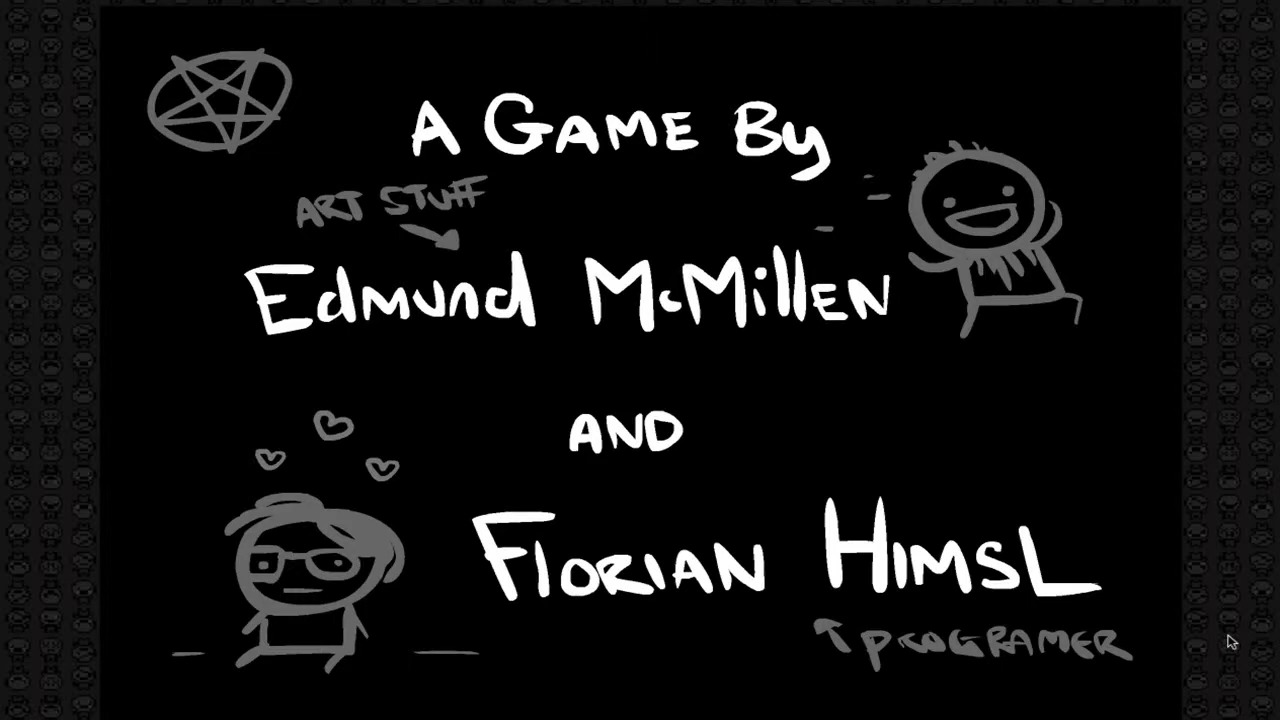 A GAME By
ART STUFF
Edmund McMillen
AND
Florian Himsl
PROGRAMER